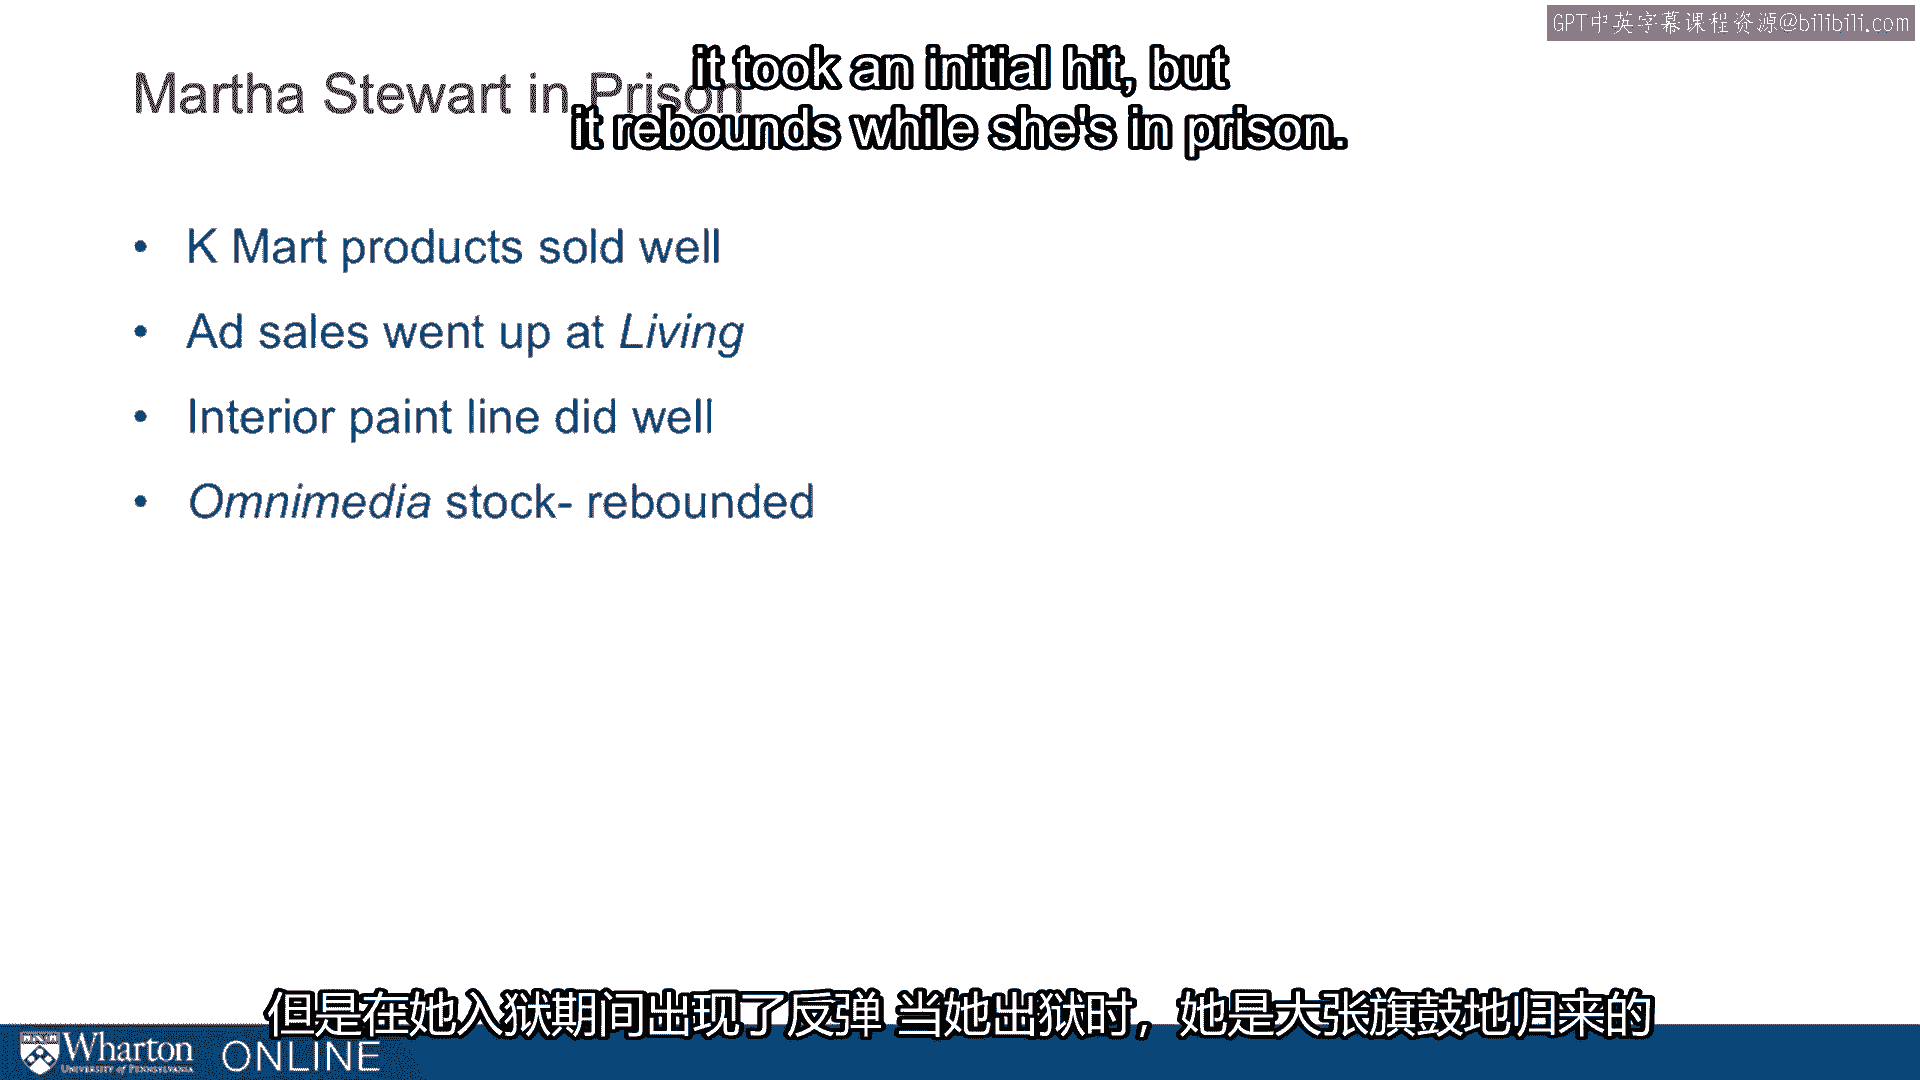 GPT中英字幕课程资源@bilibili.com
it took an initial hit, but
Martha Stewart in Prison
it rebounds while she's in prison.
• K Mart products sold well
• Ad sales went up at Living
• Interior paint line did well
• Omnimedia stock- rebounded
但是在她入狱期间出现了反弹 当她出狱时，她是大张旗鼓地归来的
Wharton ONLINE
UNIVERSITY of PENNSYLVANIA